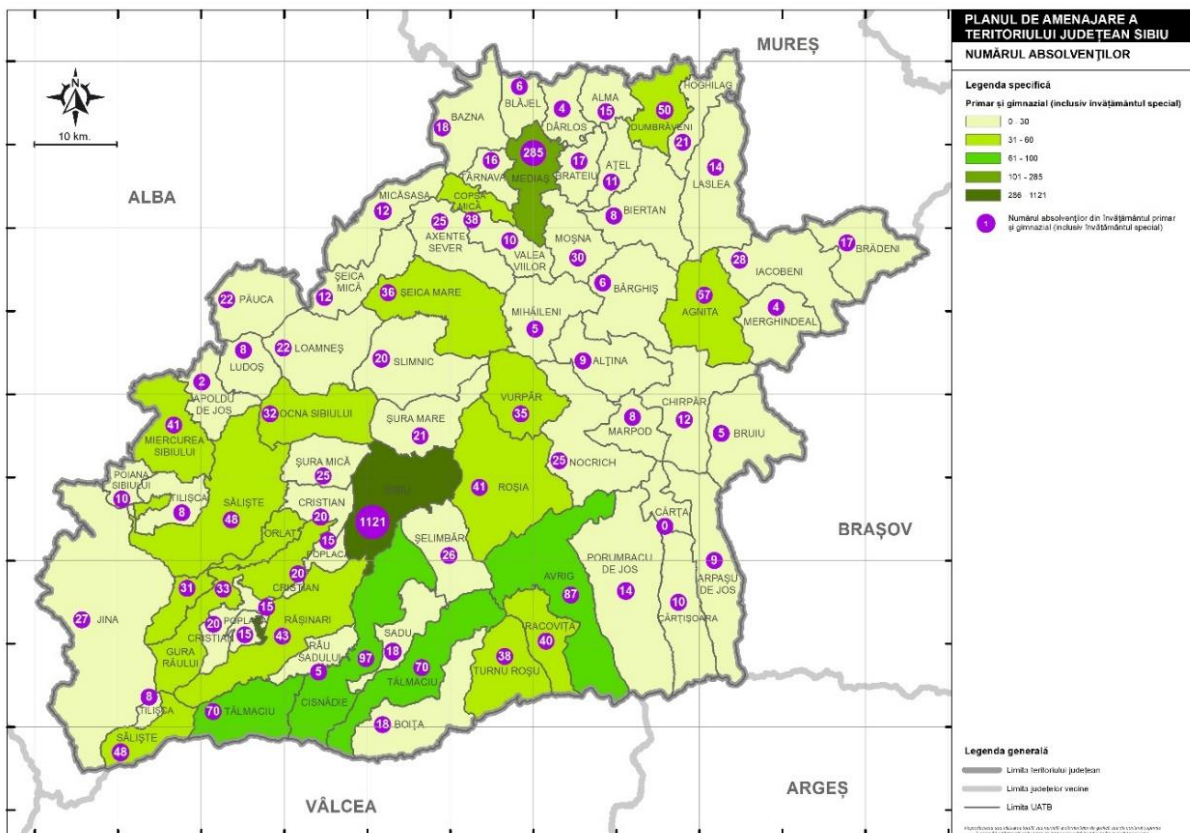 PLANUL DE AMENAJARE A
TERITORIULUI JUDEȚEAN SIBIU
NUMĂRUL ABSOLVENȚILOR
Legenda specifică
Primar și gimnazial (inclusiv învățământul special)
0 - 30
31 - 60
61 - 100
101 - 285
286 - 1121
1
Numărul absolvenților din învățământul primar
și gimnazial (inclusiv învățământul special)
N
10 km.
MUREȘ
ALBA
BRAȘOV
ARGEȘ
VÂLCEA
6
BLĂJEL
18
BAZNA
4
DÂRLOS
ALMA
15
50
DUMBRĂVENI
HOGHILAG
21
14
LASLEA
285
MEDIAȘ
16
TÂRNAVA
17
BRATEIU
AȚEL
11
8
BIERTAN
MICĂSASA
12
COPȘA
MICĂ
38
25
AXENTE
SEVER
10
VALEA
VIILOR
MOȘNA
30
17
BRĂDENI
28
IACOBENI
4
MERGHINDEAL
57
AGNITA
6
BÂRGHIȘ
ȘEICA
MICĂ
12
36
ȘEICA MARE
22
PĂUCA
MIHĂILENI
5
8
LUDOȘ
22
LOAMNEȘ
20
SLIMNIC
9
ALȚINA
2
APOLDU
DE JOS
32
OCNA SIBIULUI
VURPĂR
35
CHIRPĂR
12
8
MARPOD
5
BRUIU
41
MIERCUREA
SIBIULUI
ȘURA MARE
21
ȘURA MICĂ
25
25
NOCRICH
POIANA
SIBIULUI
10
TILIȘCA
8
SĂLIȘTE
48
41
ROȘIA
CRISTIAN
20
1121
ORLAT
15
POPLACA
ȘELIMBĂR
26
CÂRȚA
0
PORUMBACU
DE JOS
14
9
ARPAȘU
DE JOS
10
CÂRȚIȘOARA
AVRIG
87
20
CRISTIAN
31
33
27
JINA
15
POPLACA
20
CRISTIAN
15
43
RĂȘINARI
GURA
RÂULUI
RÂU
SADULUI
5
97
SADU
18
70
TĂLMACIU
38
TURNU ROȘU
RACOVIȚA
40
8
TILIȘCA
70
TĂLMACIU
CISNĂDIE
18
BOIȚA
SĂLIȘTE
48
Legenda generală
Limita teritoriului județean
Limita județelor vecine
Limita UATB